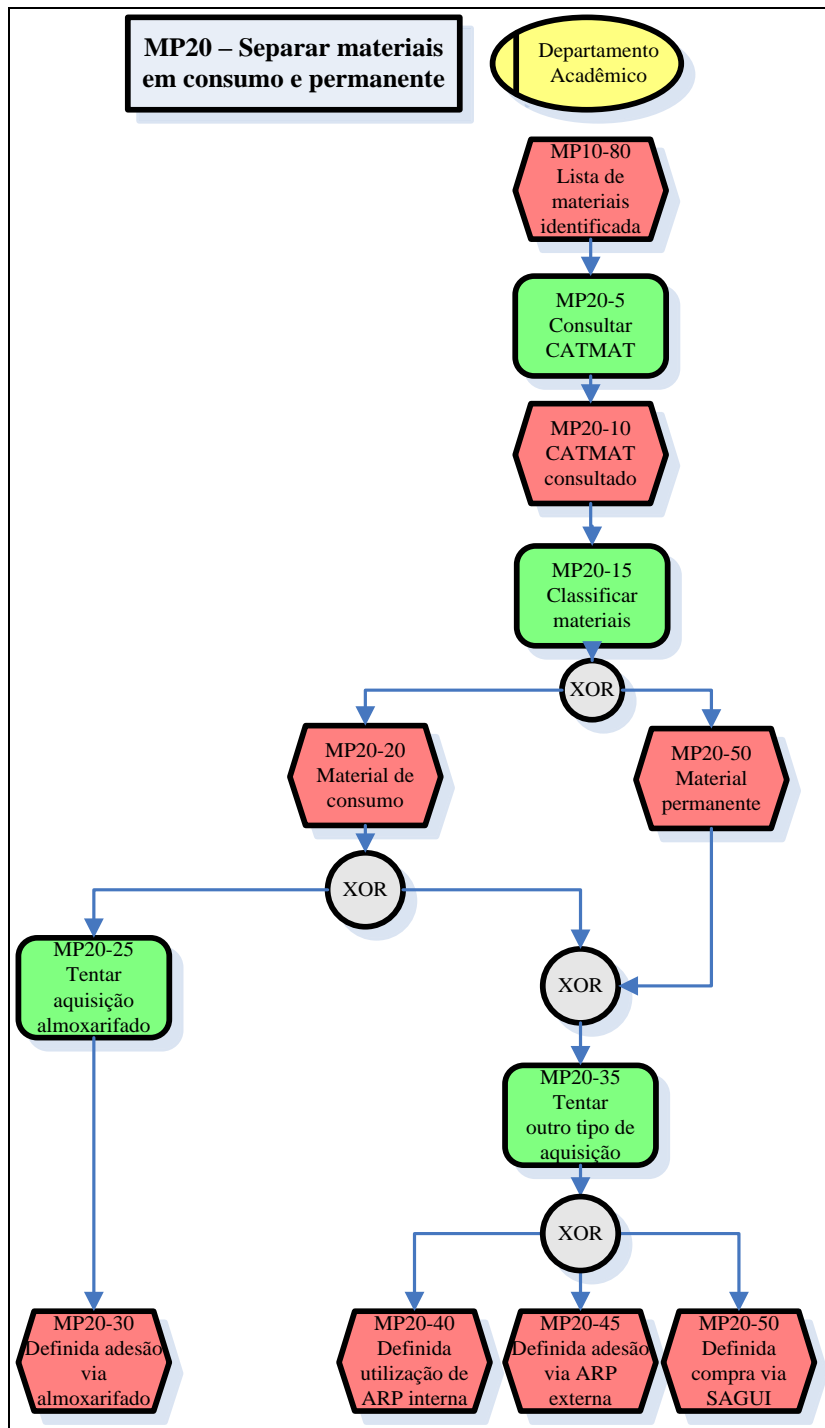 MP20 – Separar materiais
em consumo e permanente
Departamento
Acadêmico
MP10-80
Lista de
materiais
identificada
MP20-5
Consultar
CATMAT
MP20-10
CATMAT
consultado
MP20-15
Classificar
materiais
XOR
MP20-20
Material de
consumo
MP20-50
Material
permanente
XOR
MP20-25
Tentar
aquisição
almoxarifado
XOR
MP20-35
Tentar
outro tipo de
aquisição
XOR
MP20-30
Definida adesão
via
almoxarifado
MP20-40
Definida
utilização de
ARP interna
MP20-45
Definida adesão
via ARP
externa
MP20-50
Definida
compra via
SAGUI